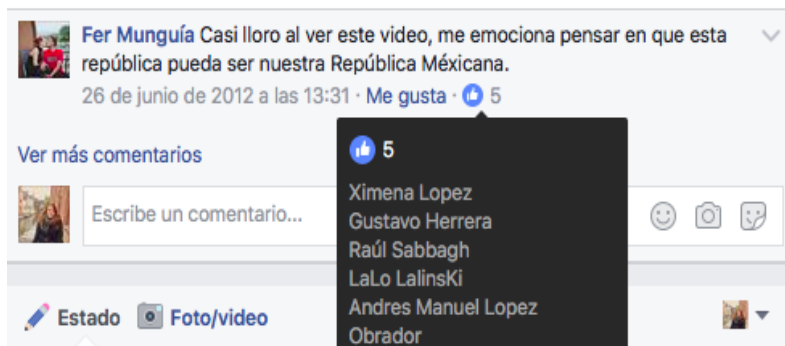 Fer Munguía Casi lloro al ver este video, me emociona pensar en que esta
república pueda ser nuestra República Méxicana.
26 de junio de 2012 a las 13:31 · Me gusta · 5
Ver más comentarios
Escribe un comentario...
5
Ximena Lopez
Gustavo Herrera
Raúl Sabbagh
LaLo LalinsKi
Andres Manuel Lopez
Obrador
Estado Foto/video